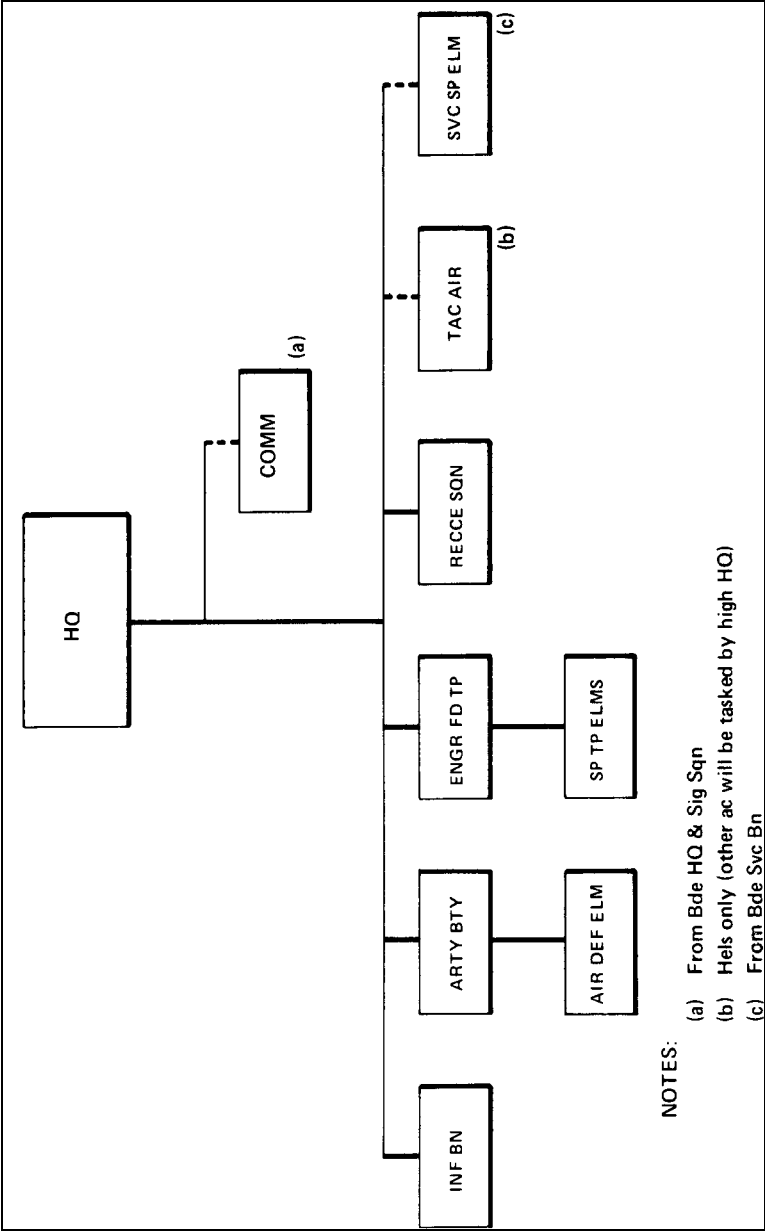 HQ
COMM
(a)
INF BN
ARTY BTY
ENGR FD TP
RECCE SQN
TAC AIR
(b)
SVC SP ELM
(c)
AIR DEF ELM
SP TP ELMS
NOTES:
(a) From Bde HQ & Sig Sqn
(b) Hels only (other ac will be tasked by high HQ)
(c) From Bde Svc Bn